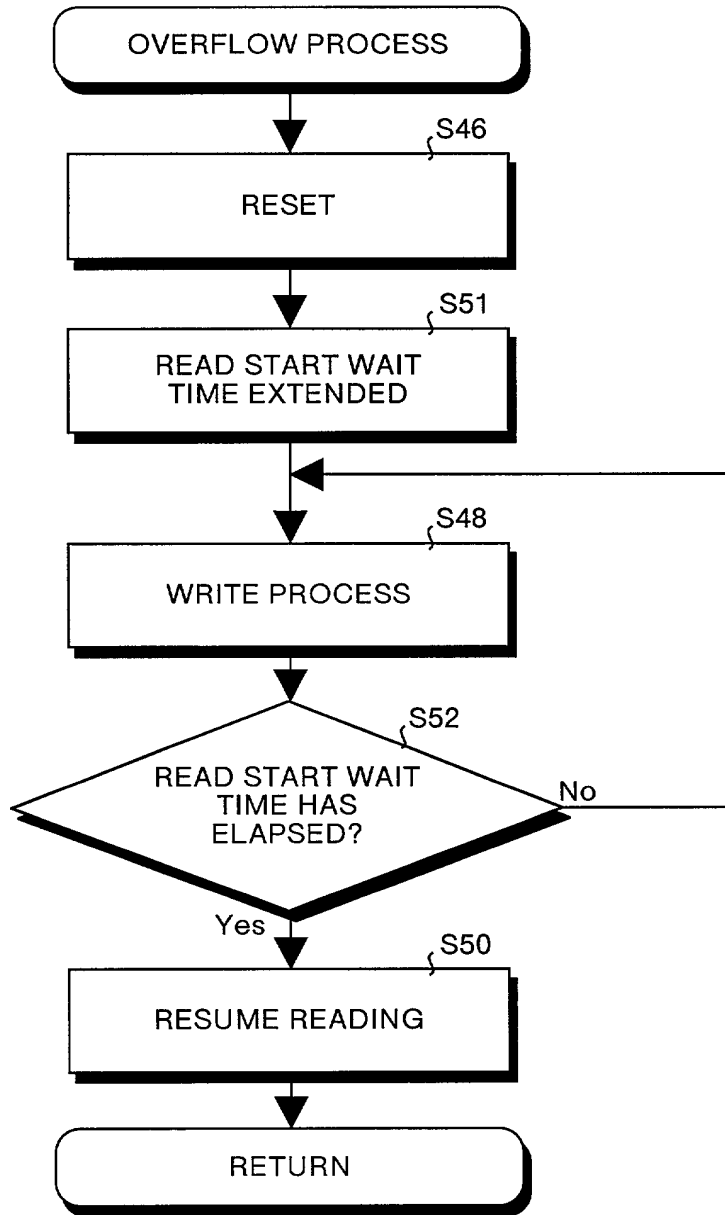 OVERFLOW PROCESS
S46
RESET
S51
READ START WAIT
TIME EXTENDED
S48
WRITE PROCESS
S52
READ START WAIT
TIME HAS
ELAPSED?
No
Yes
S50
RESUME READING
RETURN